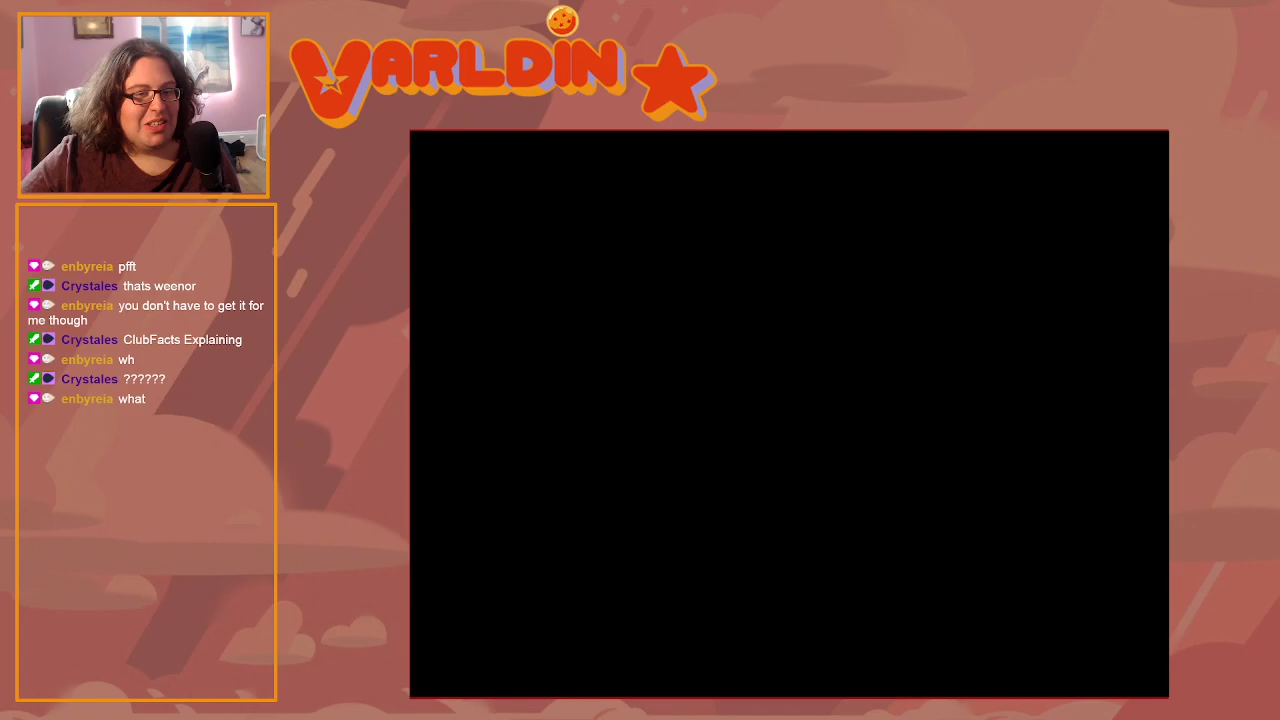 VARLDIN
enbyreia pfft
Crystales thats weenor
enbyreia you don't have to get it for
me though
Crystales ClubFacts Explaining
enbyreia wh
Crystales ??????
enbyreia what